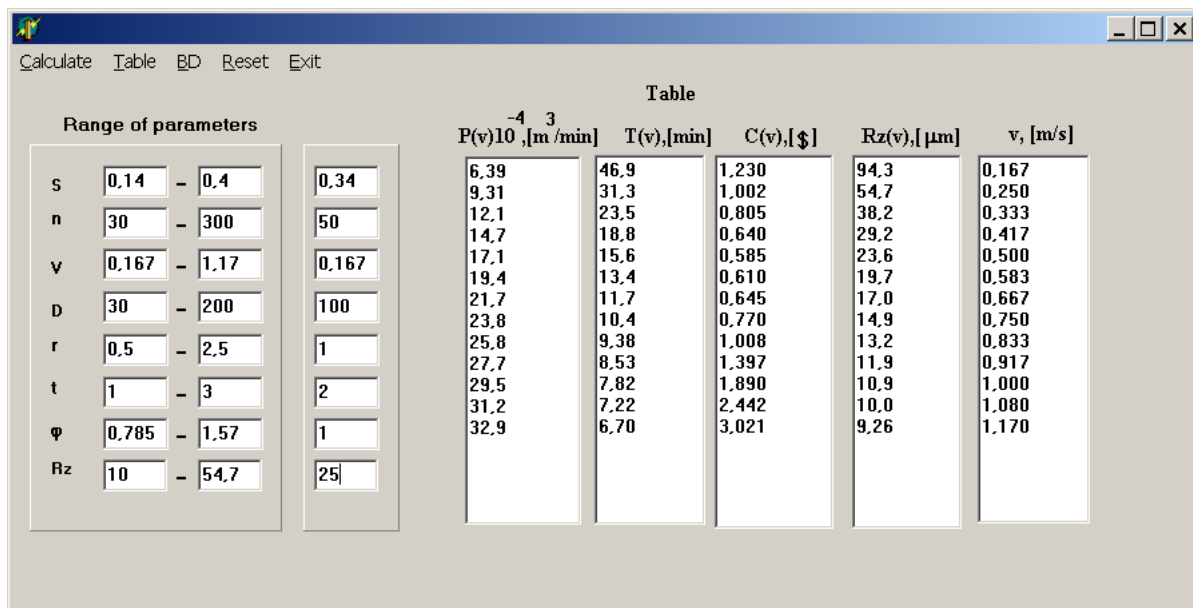 Calculate Table BD Reset Exit
Range of parameters
S 0,14 – 0,4 0,34
n 30 – 300 50
V 0,167 – 1,17 0,167
D 30 – 200 100
r 0,5 – 2,5 1
t 1 – 3 2
φ 0,785 – 1,57 1
Rz 10 – 54,7 25
Table
P(v)10⁻⁴,[m³/min] T(v),[min] C(v),[$] Rz(v),[μm] v, [m/s]
6,39 46,9 1,230 94,3 0,167
9,31 31,3 1,002 54,7 0,250
12,1 23,5 0,805 38,2 0,333
14,7 18,8 0,640 29,2 0,417
17,1 15,6 0,585 23,6 0,500
19,4 13,4 0,610 19,7 0,583
21,7 11,7 0,645 17,0 0,667
23,8 10,4 0,770 14,9 0,750
25,8 9,38 1,008 13,2 0,833
27,7 8,53 1,397 11,9 0,917
29,5 7,82 1,890 10,9 1,000
31,2 7,22 2,442 10,0 1,080
32,9 6,70 3,021 9,26 1,170